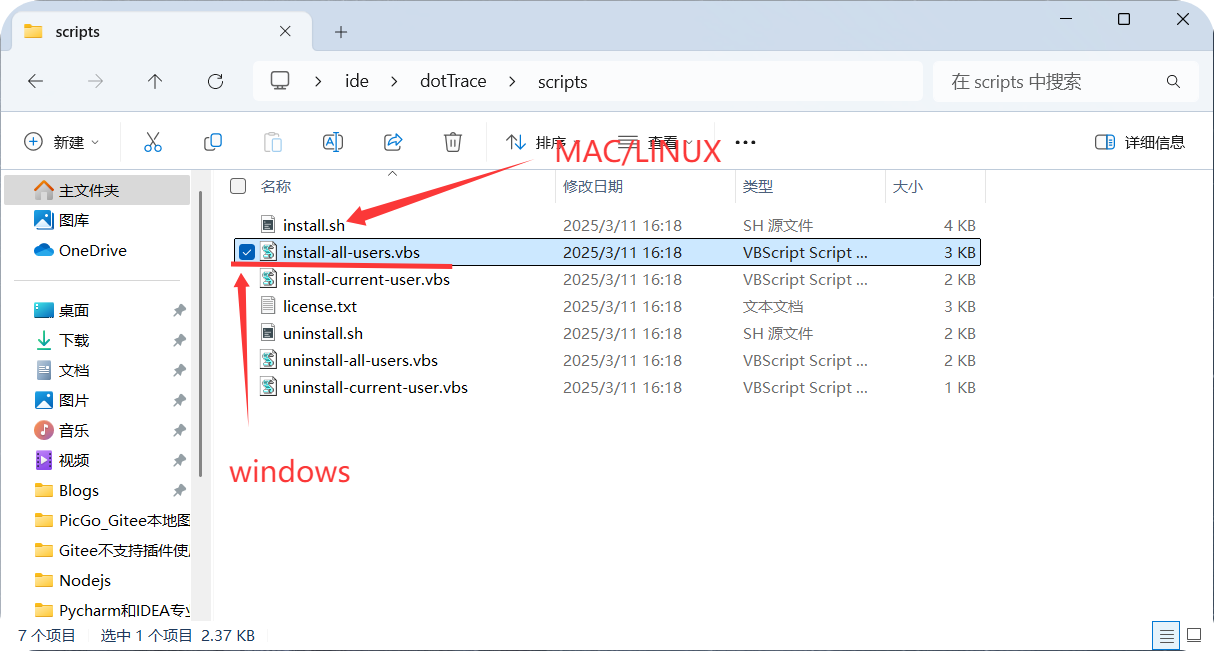 scripts
ide dotTrace scripts 在 scripts 中搜索
新建 排序 查看 详细信息
MAC/LINUX
名称 修改日期 类型 大小
install.sh 2025/3/11 16:18 SH 源文件 4 KB
install-all-users.vbs 2025/3/11 16:18 VBScript Script ... 3 KB
install-current-user.vbs 2025/3/11 16:18 VBScript Script ... 2 KB
license.txt 2025/3/11 16:18 文本文档 3 KB
uninstall.sh 2025/3/11 16:18 SH 源文件 2 KB
uninstall-all-users.vbs 2025/3/11 16:18 VBScript Script ... 2 KB
uninstall-current-user.vbs 2025/3/11 16:18 VBScript Script ... 1 KB
windows
主文件夹
图库
OneDrive
桌面
下载
文档
图片
音乐
视频
Blogs
PicGo_Gitee本地图
Gitee不支持插件使
Nodejs
Pycharm和IDEA专业
7 个项目 选中 1 个项目 2.37 KB